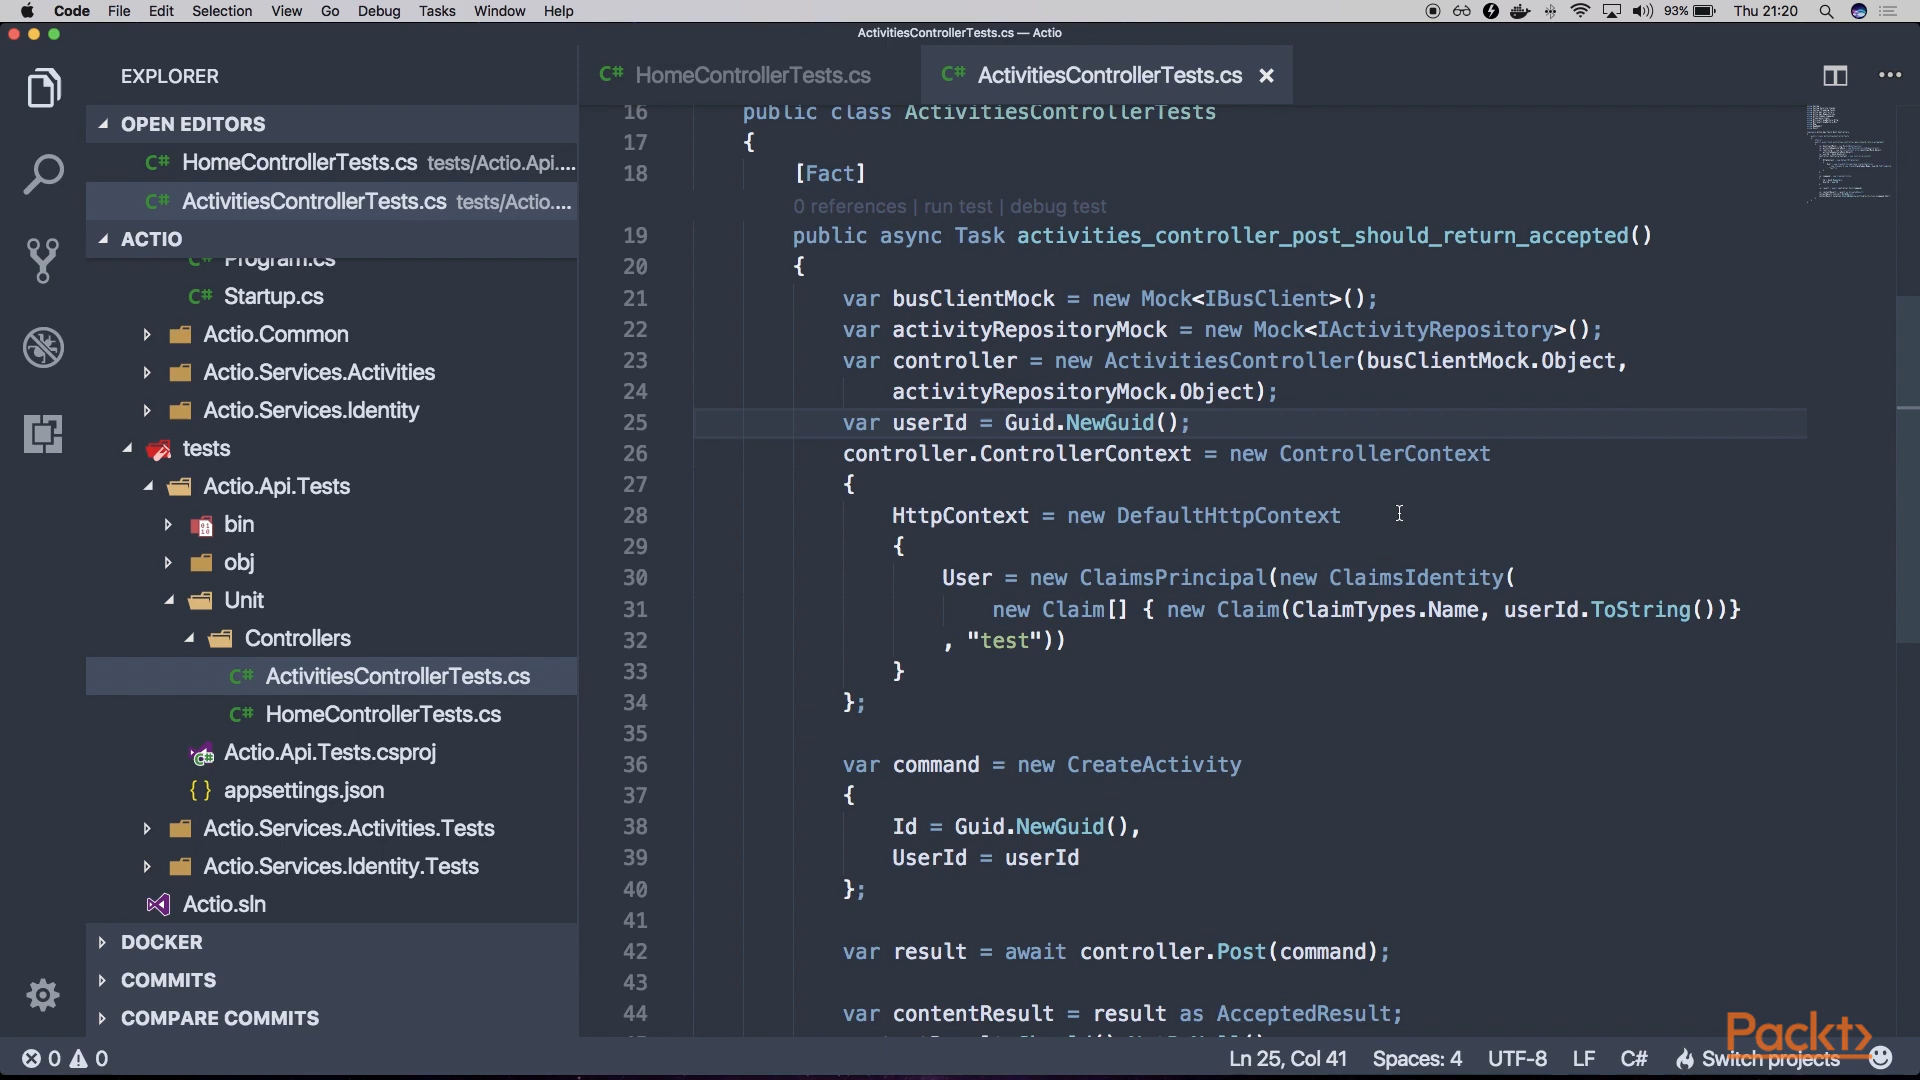 Code File Edit Selection View Go Debug Tasks Window Help 93% Thu 21:20
ActivitiesControllerTests.cs — Actio
EXPLORER
OPEN EDITORS
C# HomeControllerTests.cs tests/Actio.Api....
C# ActivitiesControllerTests.cs tests/Actio....
ACTIO
C# Program.cs
C# Startup.cs
Actio.Common
Actio.Services.Activities
Actio.Services.Identity
tests
Actio.Api.Tests
bin
obj
Unit
Controllers
C# ActivitiesControllerTests.cs
C# HomeControllerTests.cs
Actio.Api.Tests.csproj
{ } appsettings.json
Actio.Services.Activities.Tests
Actio.Services.Identity.Tests
Actio.sln
DOCKER
COMMITS
COMPARE COMMITS
C# HomeControllerTests.cs
C# ActivitiesControllerTests.cs ×
16 public class ActivitiesControllerTests
17 {
18 [Fact]
0 references | run test | debug test
19 public async Task activities_controller_post_should_return_accepted()
20 {
21 var busClientMock = new Mock<IBusClient>();
22 var activityRepositoryMock = new Mock<IActivityRepository>();
23 var controller = new ActivitiesController(busClientMock.Object,
24 activityRepositoryMock.Object);
25 var userId = Guid.NewGuid();
26 controller.ControllerContext = new ControllerContext
27 {
28 HttpContext = new DefaultHttpContext
29 {
30 User = new ClaimsPrincipal(new ClaimsIdentity(
31 new Claim[] { new Claim(ClaimTypes.Name, userId.ToString())}
32 , "test"))
33 }
34 };
35
36 var command = new CreateActivity
37 {
38 Id = Guid.NewGuid(),
39 UserId = userId
40 };
41
42 var result = await controller.Post(command);
43
44 var contentResult = result as AcceptedResult;
Packt>
0 0 Ln 25, Col 41 Spaces: 4 UTF-8 LF C# Switch projects